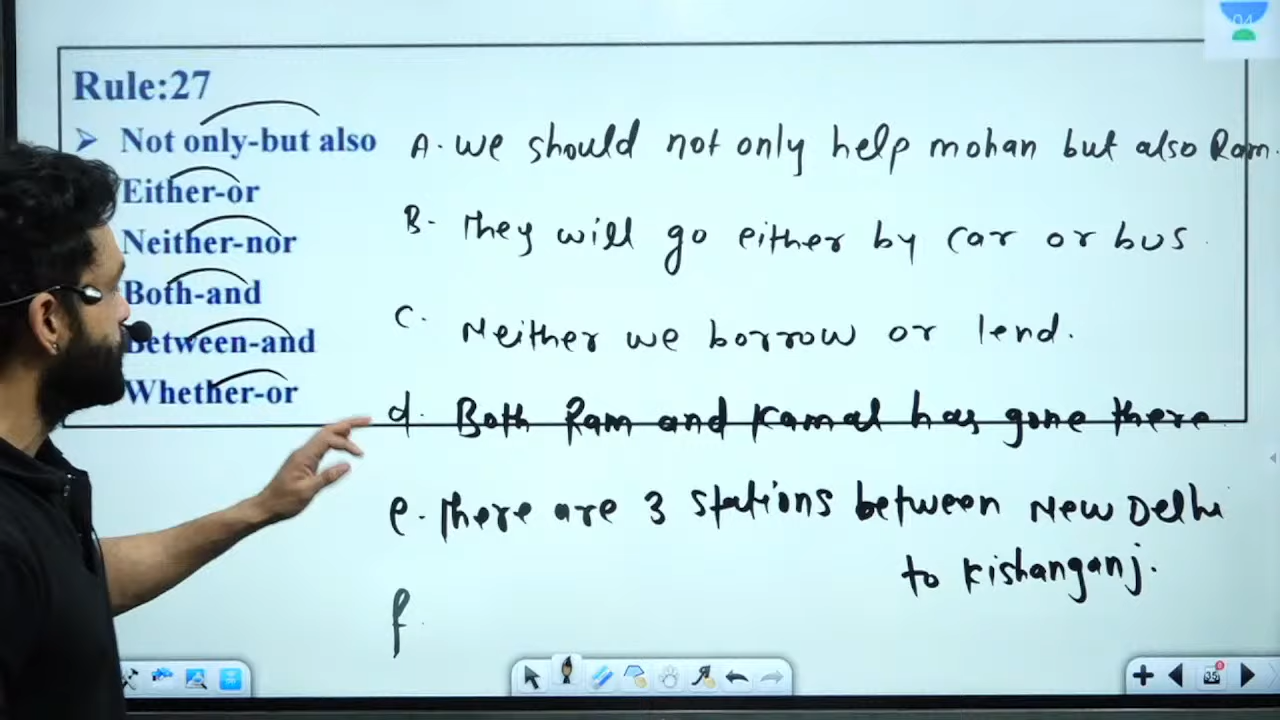 04
Rule:27
➢ Not only-but also
Either-or
Neither-nor
Both-and
Between-and
Whether-or
A. We should not only help mohan but also Ram.
B. They will go either by car or bus.
C. Neither we borrow or lend.
d. Both Ram and Kamal has gone there.
e. There are 3 stations between New Delhi
to Kishanganj.
f.
35